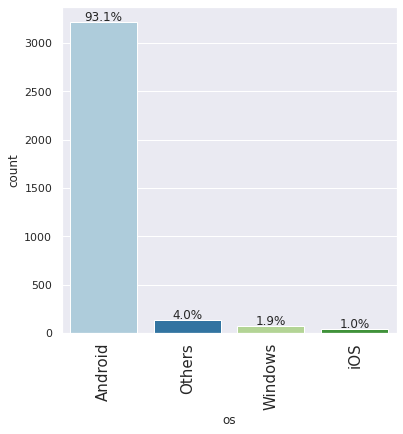 93.1%
3000
2500
2000
1500
1000
500
0
count
4.0%
1.9%
1.0%
Android
Others
Windows
iOS
os